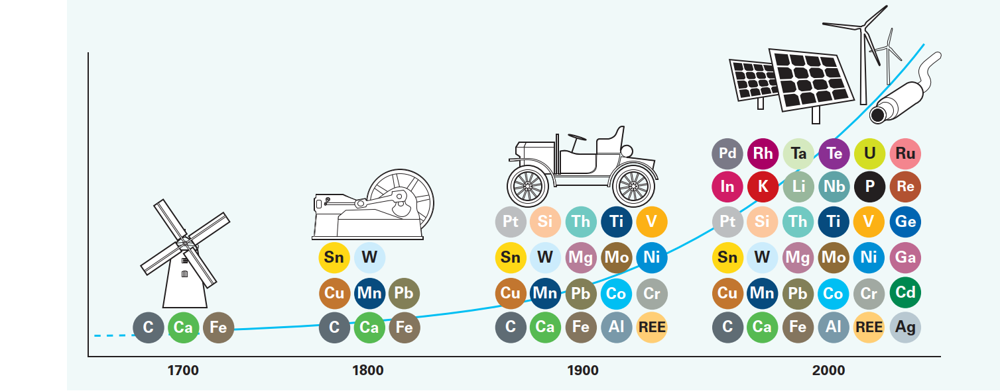 Pd Rh Ta Te U Ru
In K Li Nb P Re
Pt Si Th Ti V
Pt Si Th Ti V Ge
Sn W
Sn W Mg Mo Ni
Sn W Mg Mo Ni Ga
Cu Mn Pb
Cu Mn Pb Co Cr
Cu Mn Pb Co Cr Cd
C Ca Fe
C Ca Fe
C Ca Fe Al REE
C Ca Fe Al REE Ag
1700 1800 1900 2000